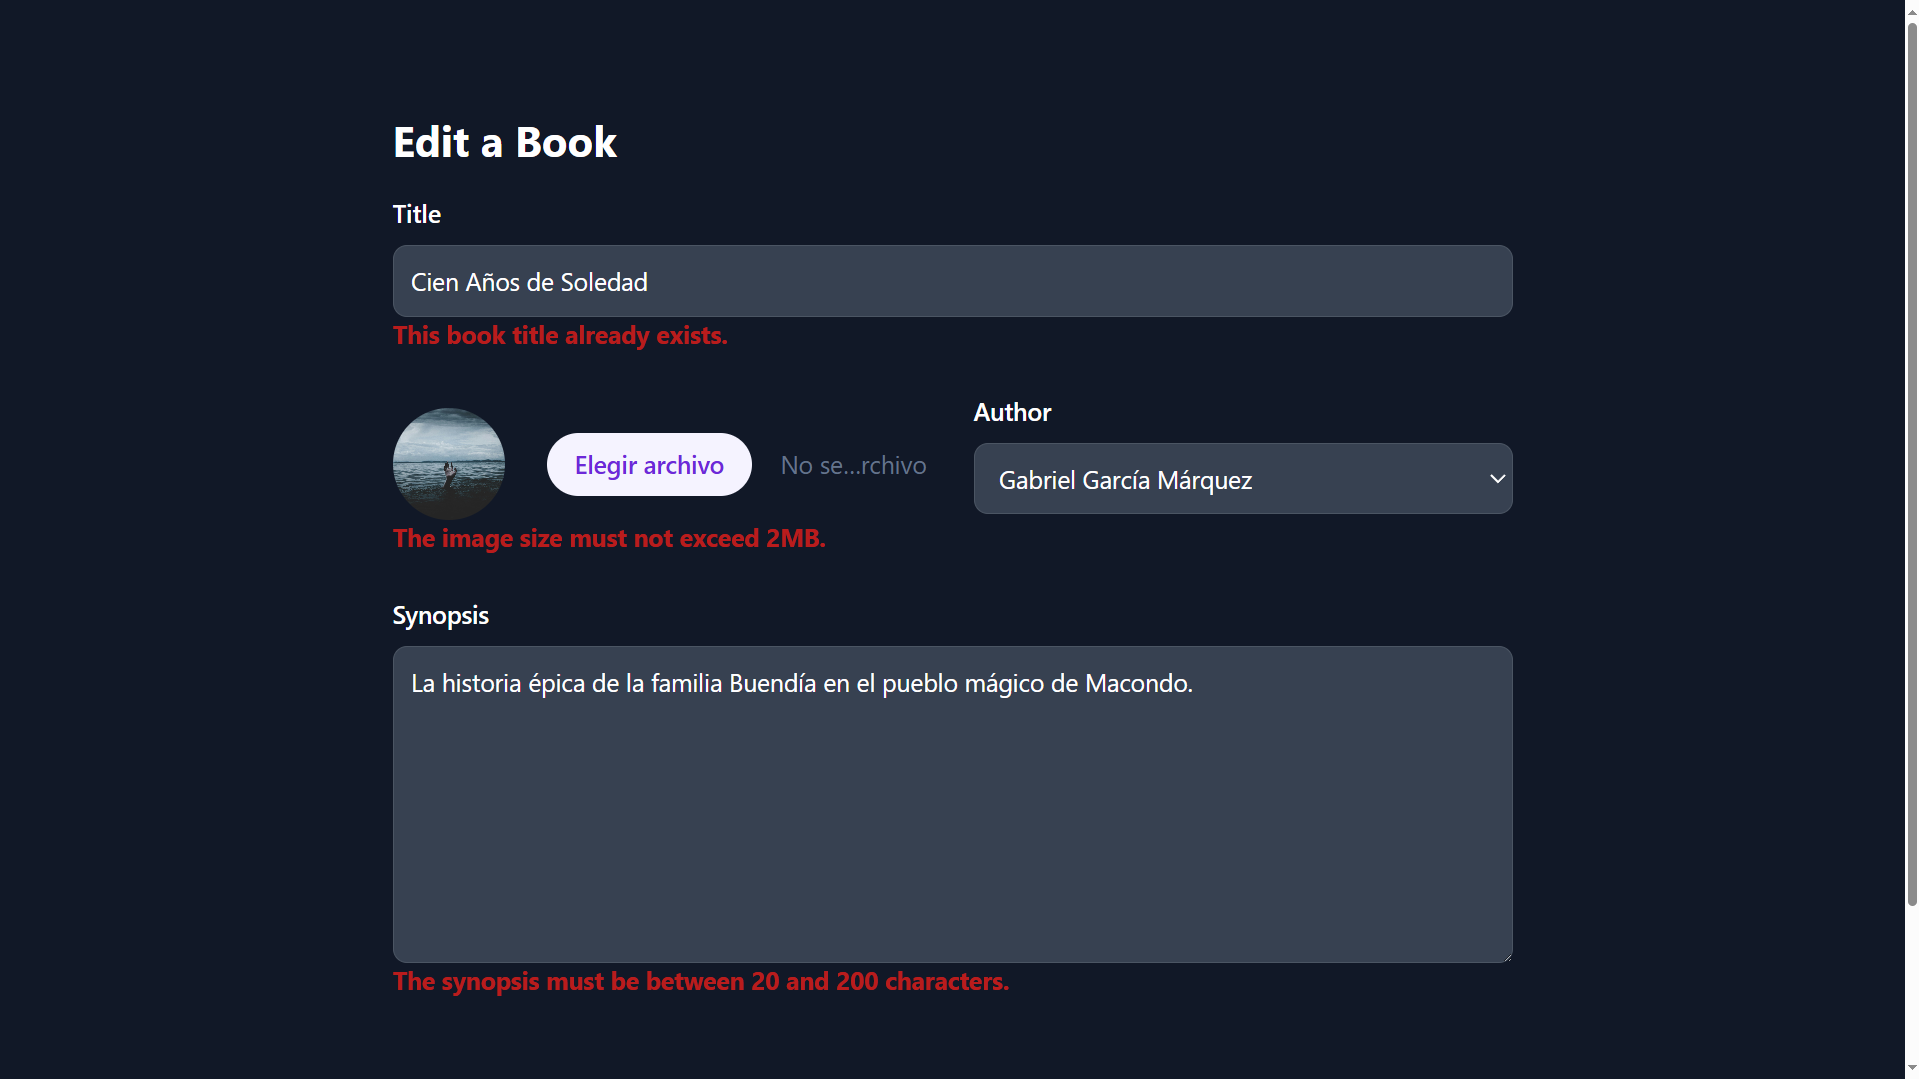 Edit a Book
Title
Cien Años de Soledad
This book title already exists.
Elegir archivo
No se...rchivo
The image size must not exceed 2MB.
Author
Gabriel García Márquez
Synopsis
La historia épica de la familia Buendía en el pueblo mágico de Macondo.
The synopsis must be between 20 and 200 characters.